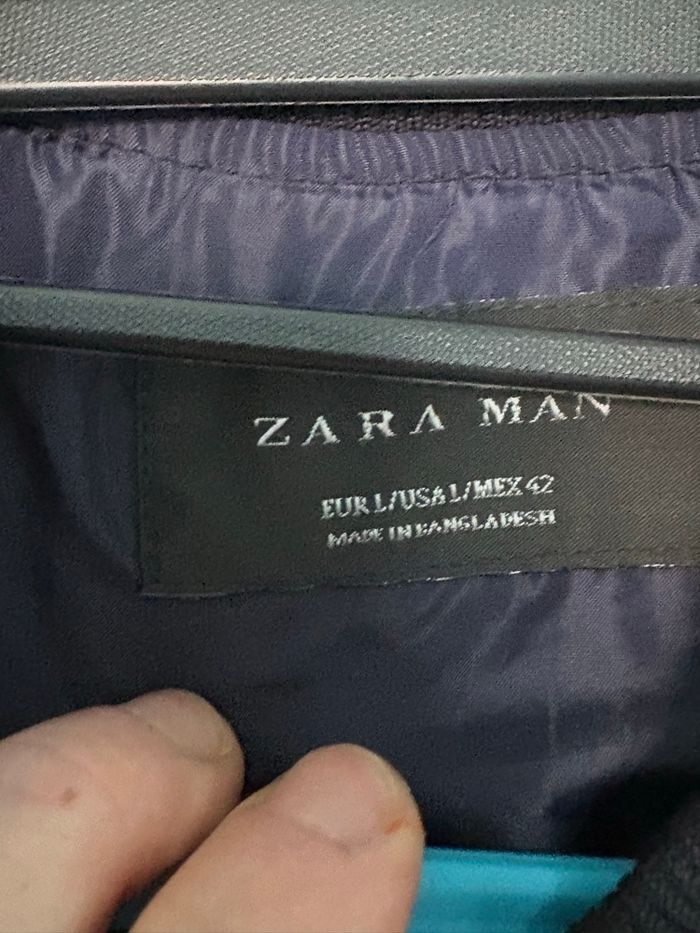 ZARA MAN
EUR L/USA L/MEX 42
MADE IN BANGLADESH